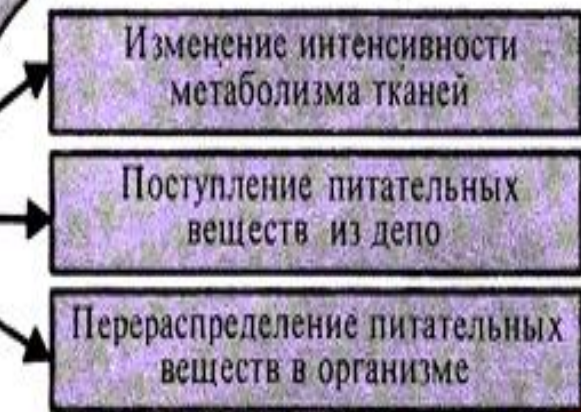 Изменение интенсивности
метаболизма тканей
Поступление питательных
веществ из депо
Перераспределение питательных
веществ в организме